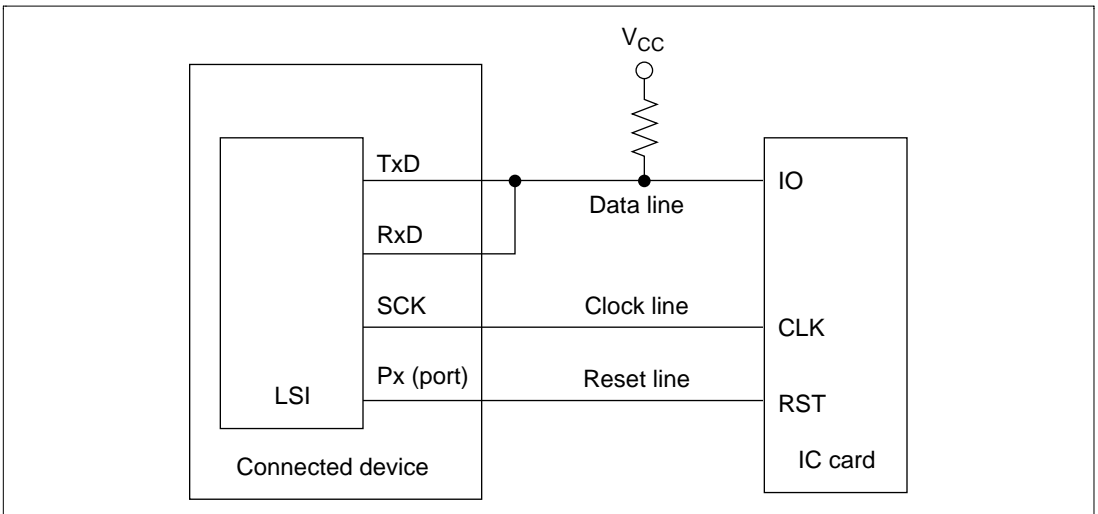 VCC
TxD
IO
Data line
RxD
SCK
Clock line
CLK
Px (port)
Reset line
LSI
RST
Connected device
IC card